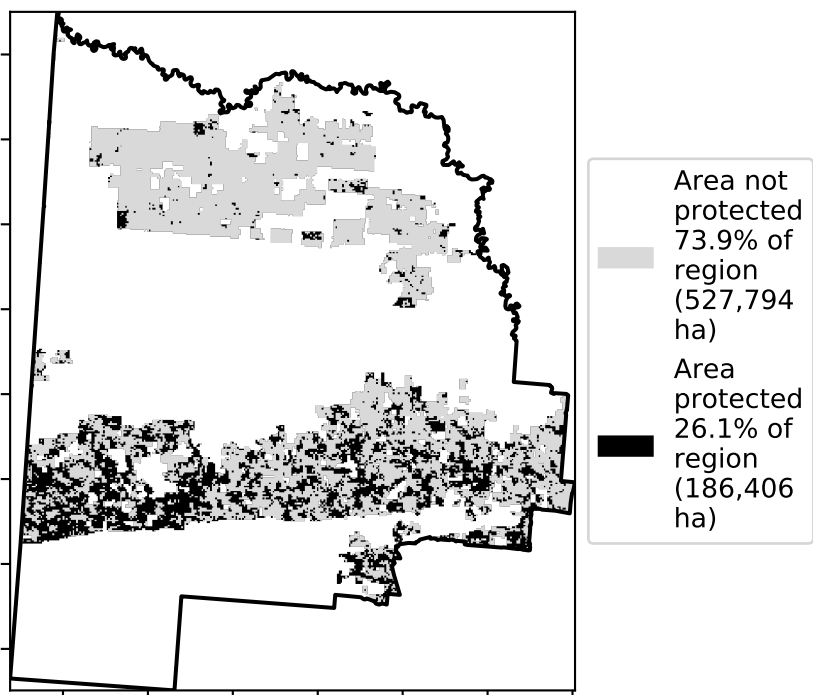 Area not
protected
73.9% of
region
(527,794
ha)
Area
protected
26.1% of
region
(186,406
ha)